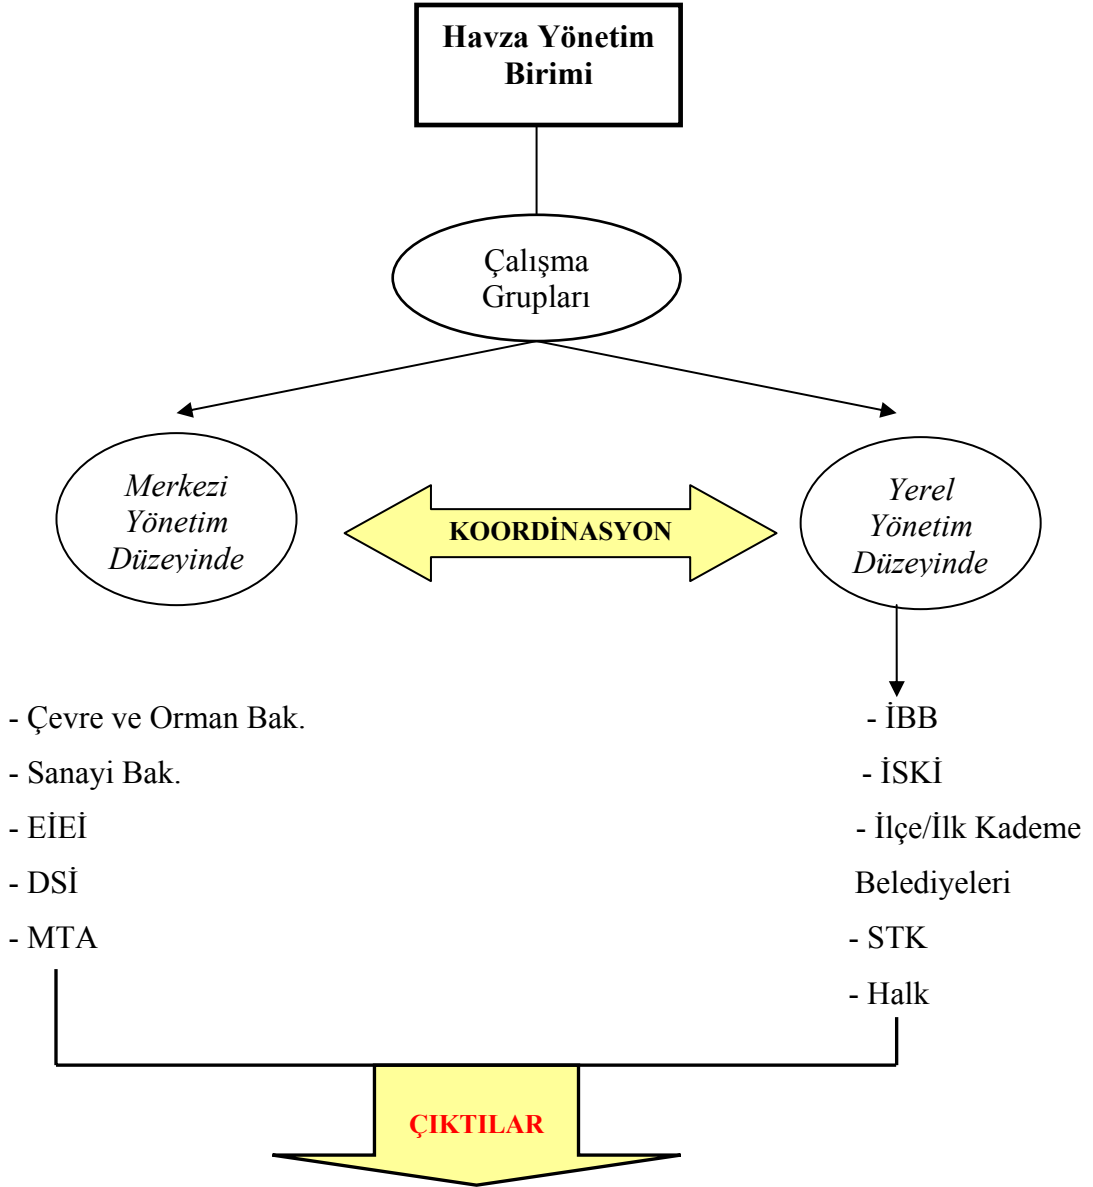 Havza Yönetim
Birimi
Çalışma
Grupları
Merkezi
Yönetim
Düzeyinde
KOORDİNASYON
Yerel
Yönetim
Düzeyinde
- Çevre ve Orman Bak.
- Sanayi Bak.
- EİEİ
- DSİ
- MTA
- İBB
- İSKİ
- İlçe/İlk Kademe
Belediyeleri
- STK
- Halk
ÇIKTILAR